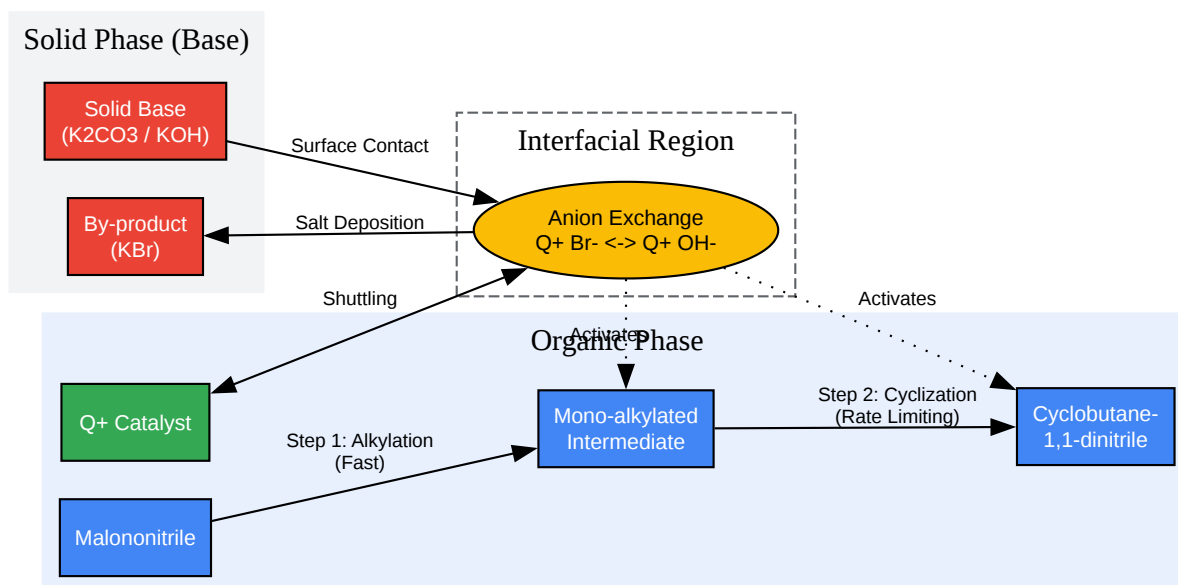 Solid Phase (Base)
Solid Base
(K2CO3 / KOH)
Surface Contact
Interfacial Region
By-product
(KBr)
Salt Deposition
Anion Exchange
Q+ Br- <-> Q+ OH-
Shuttling
Activates
Activates
Organic Phase
Q+ Catalyst
Step 1: Alkylation
(Fast)
Mono-alkylated
Intermediate
Step 2: Cyclization
(Rate Limiting)
Cyclobutane-
1,1-dinitrile
Malononitrile